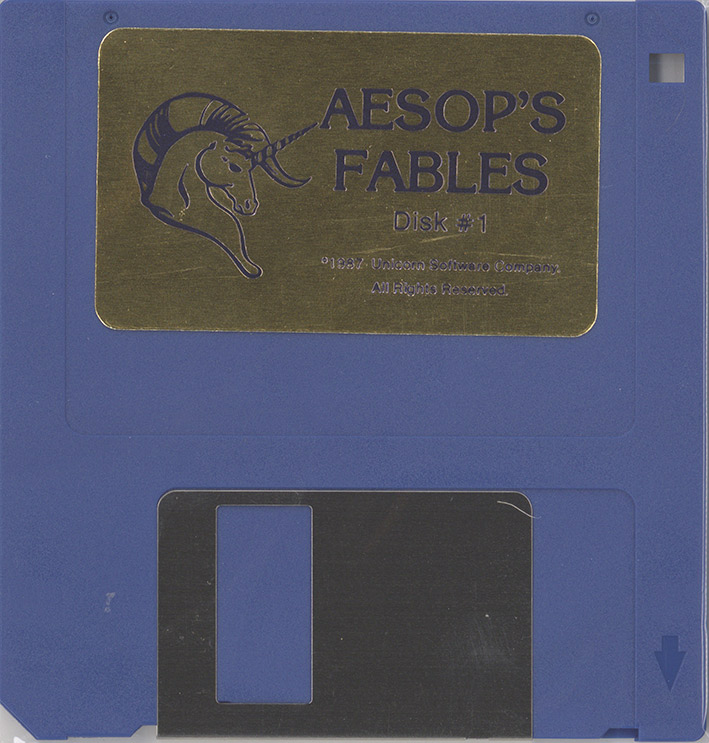 AESOP'S
FABLES
Disk #1
©1987 Unicorn Software Company.
All Rights Reserved.